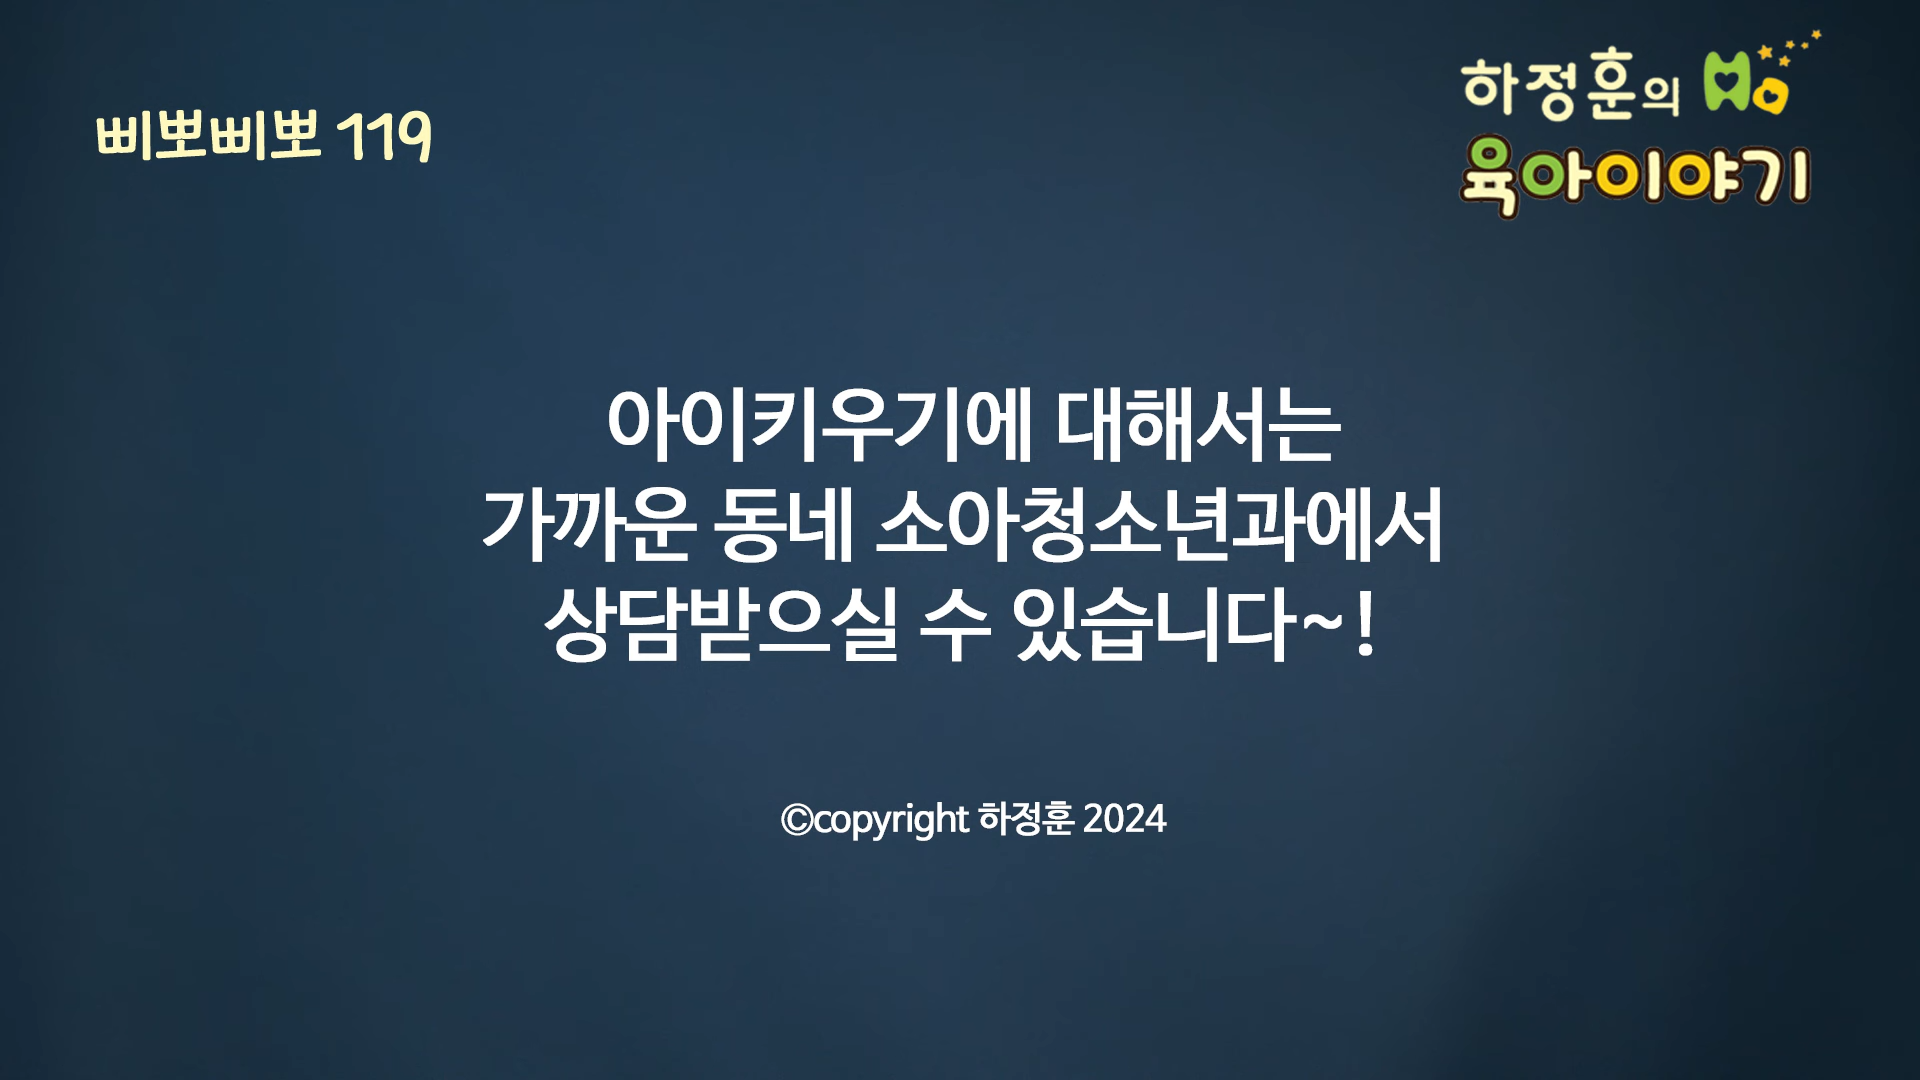 삐뽀삐뽀 119
하정훈의
육아이야기
아이키우기에 대해서는
가까운 동네 소아청소년과에서
상담받으실 수 있습니다~!
©copyright 하정훈 2024